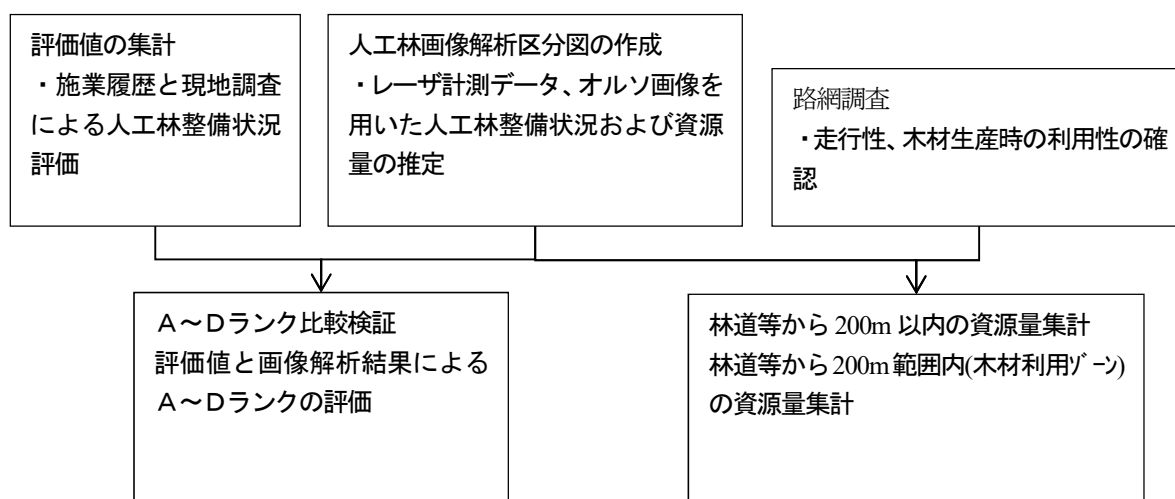 評価値の集計
・施業履歴と現地調査
による人工林整備状況
評価
人工林画像解析区分図の作成
・レーザ計測データ、オルソ画像を
用いた人工林整備状況および資源
量の推定
路網調査
・走行性、木材生産時の利用性の確
認
A～Dランク比較検証
評価値と画像解析結果による
A～Dランクの評価
林道等から 200m 以内の資源量集計
林道等から 200m 範囲内(木材利用ｿﾞｰﾝ)
の資源量集計